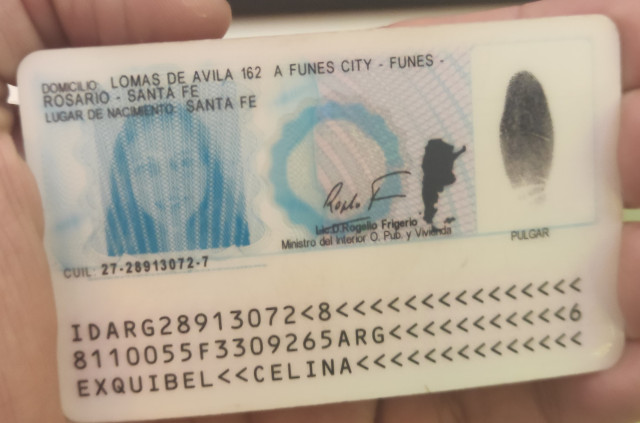 DOMICILIO: LOMAS DE AVILA 162 A FUNES CITY - FUNES -
ROSARIO - SANTA FE
LUGAR DE NACIMIENTO: SANTA FE
Lic. D. Rogelio Frigerio
Ministro del Interior O. Pub. y Vivienda
PULGAR
CUIL: 27-28913072-7
IDARG28913072<8<<<<<<<<<<<<<<<
8110055F3309265ARG<<<<<<<<<<<6
EXQUIBEL<<CELINA<<<<<<<<<<<<<<